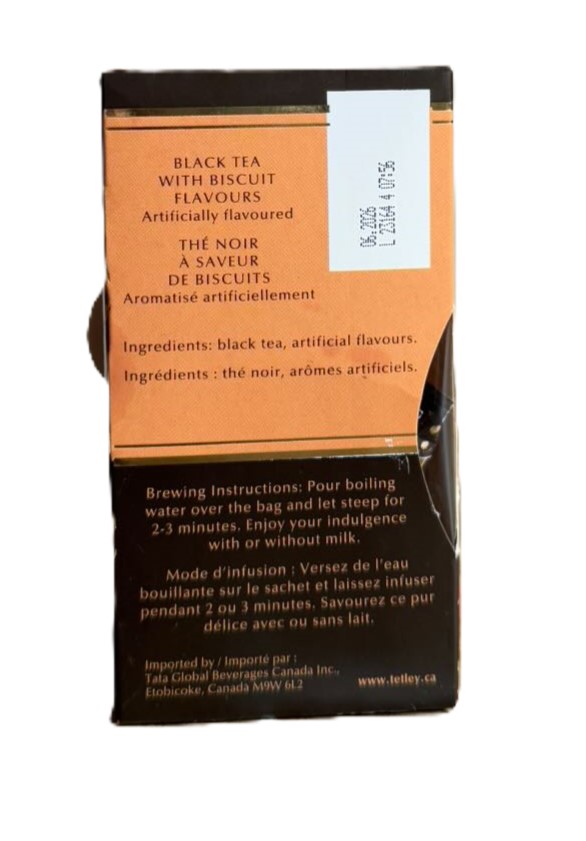 BLACK TEA
WITH BISCUIT
FLAVOURS
Artificially flavoured
THÉ NOIR
À SAVEUR
DE BISCUITS
Aromatisé artificiellement
06.2026
L 23164 4 07:56
Ingredients: black tea, artificial flavours.
Ingrédients : thé noir, arômes artificiels.
Brewing Instructions: Pour boiling
water over the bag and let steep for
2-3 minutes. Enjoy your indulgence
with or without milk.
Mode d'infusion : Versez de l'eau
bouillante sur le sachet et laissez infuser
pendant 2 ou 3 minutes. Savourez ce pur
délice avec ou sans lait.
Imported by / Importé par :
Tata Global Beverages Canada Inc.,
Etobicoke, Canada M9W 6L2
www.tetley.ca